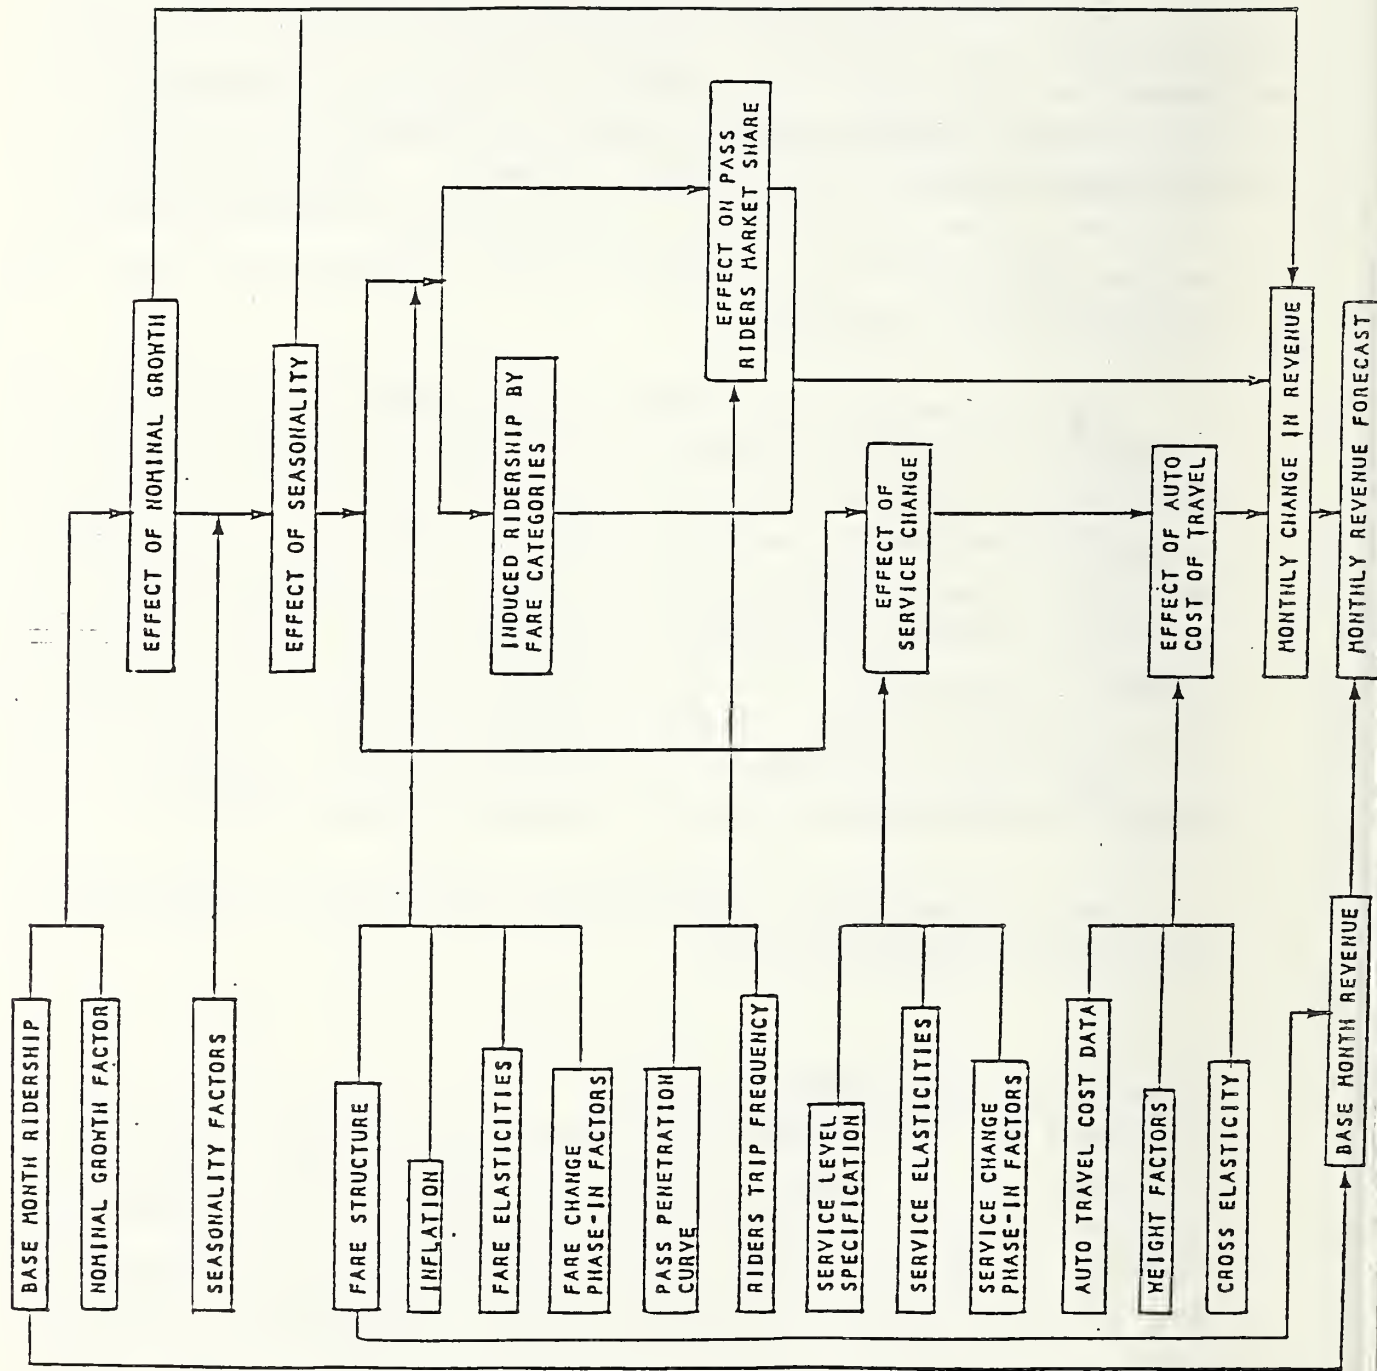 BASE MONTH RIDERSHIP
NOMINAL GROWTH FACTOR
SEASONALITY FACTORS
FARE STRUCTURE
INFLATION
FARE ELASTICITIES
FARE CHANGE
PHASE-IN FACTORS
PASS PENETRATION
CURVE
RIDERS TRIP FREQUENCY
SERVICE LEVEL
SPECIFICATION
SERVICE ELASTICITIES
SERVICE CHANGE
PHASE-IN FACTORS
AUTO TRAVEL COST DATA
WEIGHT FACTORS
CROSS ELASTICITY
BASE MONTH REVENUE
EFFECT OF NOMINAL GROWTH
EFFECT OF SEASONALITY
INDUCED RIDERSHIP BY
FARE CATEGORIES
EFFECT ON PASS
RIDERS MARKET SHARE
EFFECT OF
SERVICE CHANGE
EFFECT OF AUTO
COST OF TRAVEL
MONTHLY CHANGE IN REVENUE
MONTHLY REVENUE FORECAST